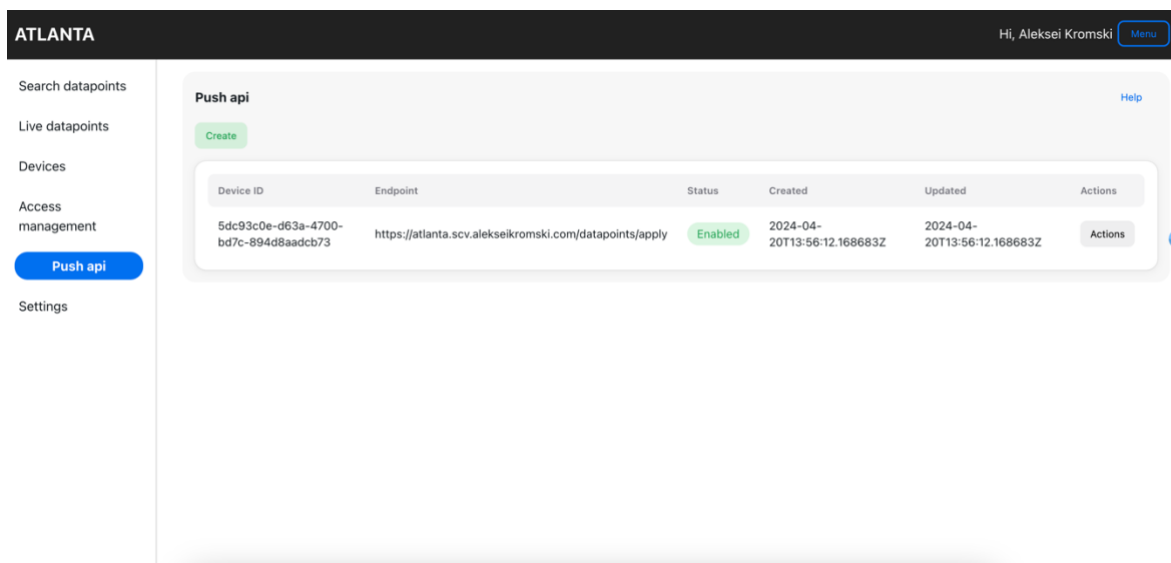 ATLANTA
Hi, Aleksei Kromski
Menu
Search datapoints
Live datapoints
Devices
Access
management
Push api
Settings
Push api
Help
Create
Device ID Endpoint Status Created Updated Actions
5dc93c0e-d63a-4700-
bd7c-894d8aadcb73
https://atlanta.scv.alekseikromski.com/datapoints/apply
Enabled
2024-04-
20T13:56:12.168683Z
2024-04-
20T13:56:12.168683Z
Actions